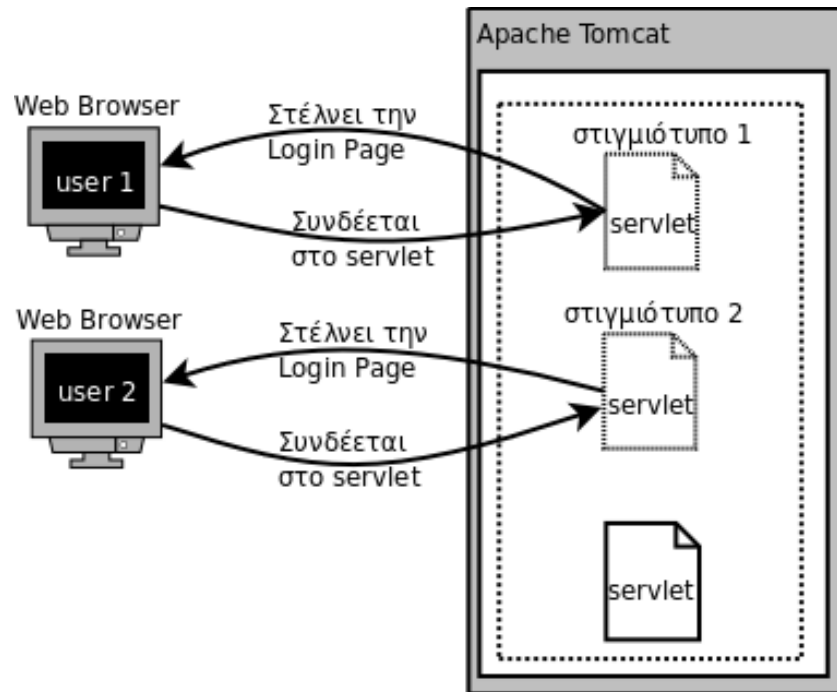 Apache Tomcat
Web Browser
user 1
Στέλνει την
Login Page
Συνδέεται
στο servlet
στιγμιότυπο 1
servlet
Web Browser
user 2
Στέλνει την
Login Page
Συνδέεται
στο servlet
στιγμιότυπο 2
servlet
servlet